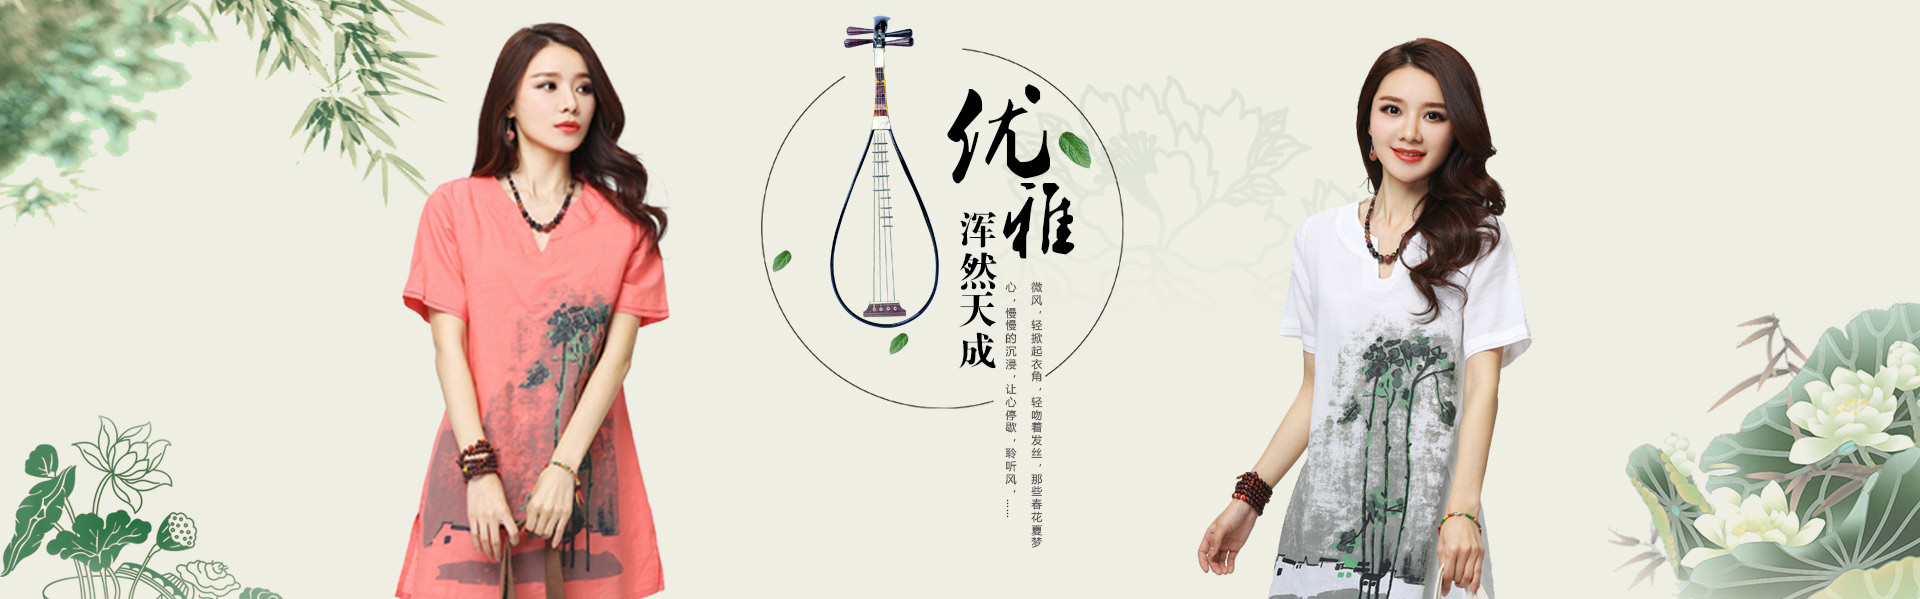 优雅
浑然天成
微风，轻掀起衣角，轻吻着发丝，那些春花夏梦
心，慢慢的沉浸，让心停歇，聆听风，……